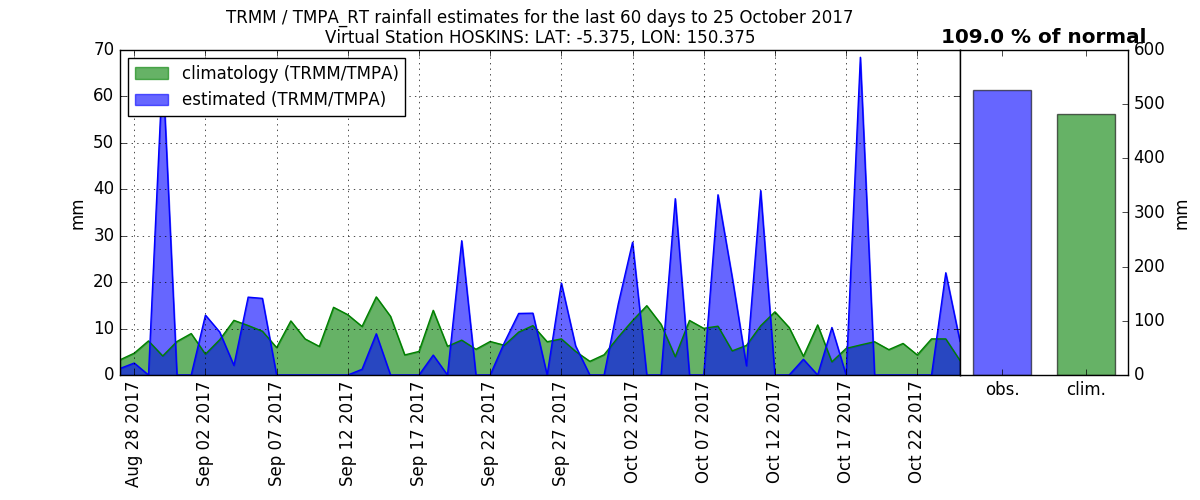 TRMM / TMPA_RT rainfall estimates for the last 60 days to 25 October 2017
Virtual Station HOSKINS: LAT: -5.375, LON: 150.375
109.0 % of normal
climatology (TRMM/TMPA)
estimated (TRMM/TMPA)
70
60
50
40
30
20
10
0
mm
600
500
400
300
200
100
0
mm
Aug 28 2017
Sep 02 2017
Sep 07 2017
Sep 12 2017
Sep 17 2017
Sep 22 2017
Sep 27 2017
Oct 02 2017
Oct 07 2017
Oct 12 2017
Oct 17 2017
Oct 22 2017
obs.
clim.